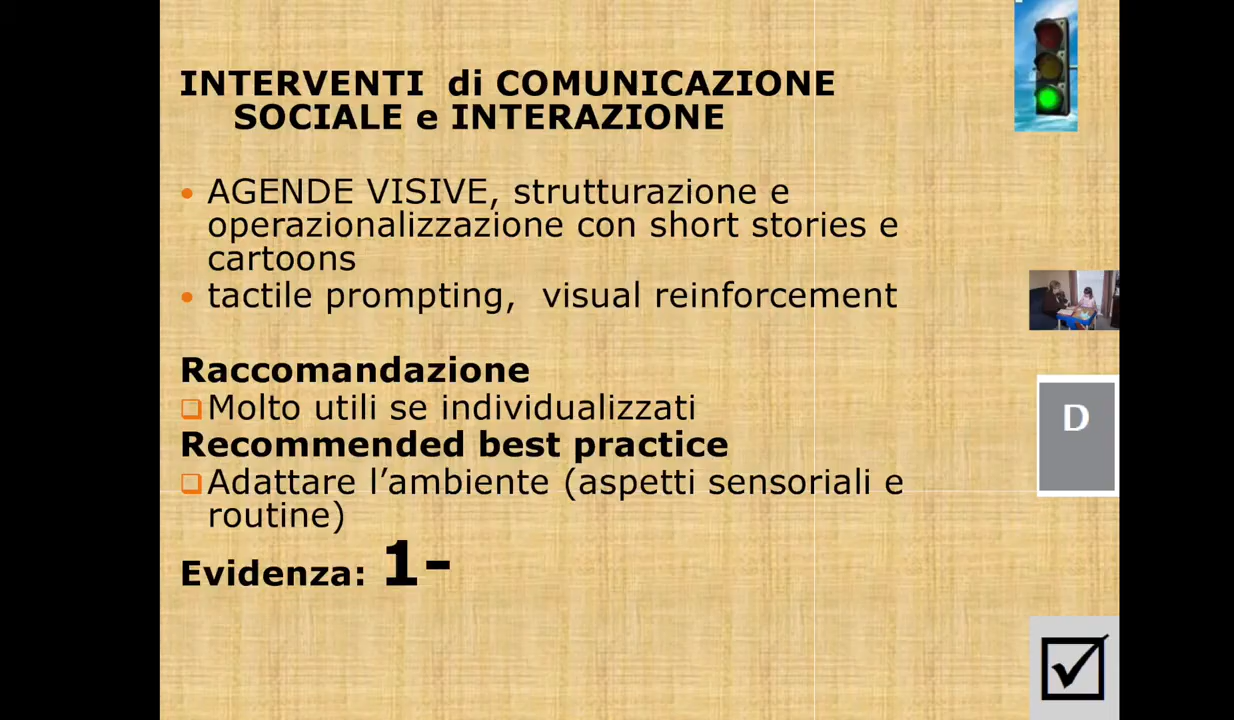 INTERVENTI di COMUNICAZIONE
SOCIALE e INTERAZIONE
AGENDE VISIVE, strutturazione e
operazionalizzazione con short stories e
cartoons
tactile prompting, visual reinforcement
Raccomandazione
Molto utili se individualizzati
Recommended best practice
Adattare l’ambiente (aspetti sensoriali e
routine)
Evidenza: 1-
D